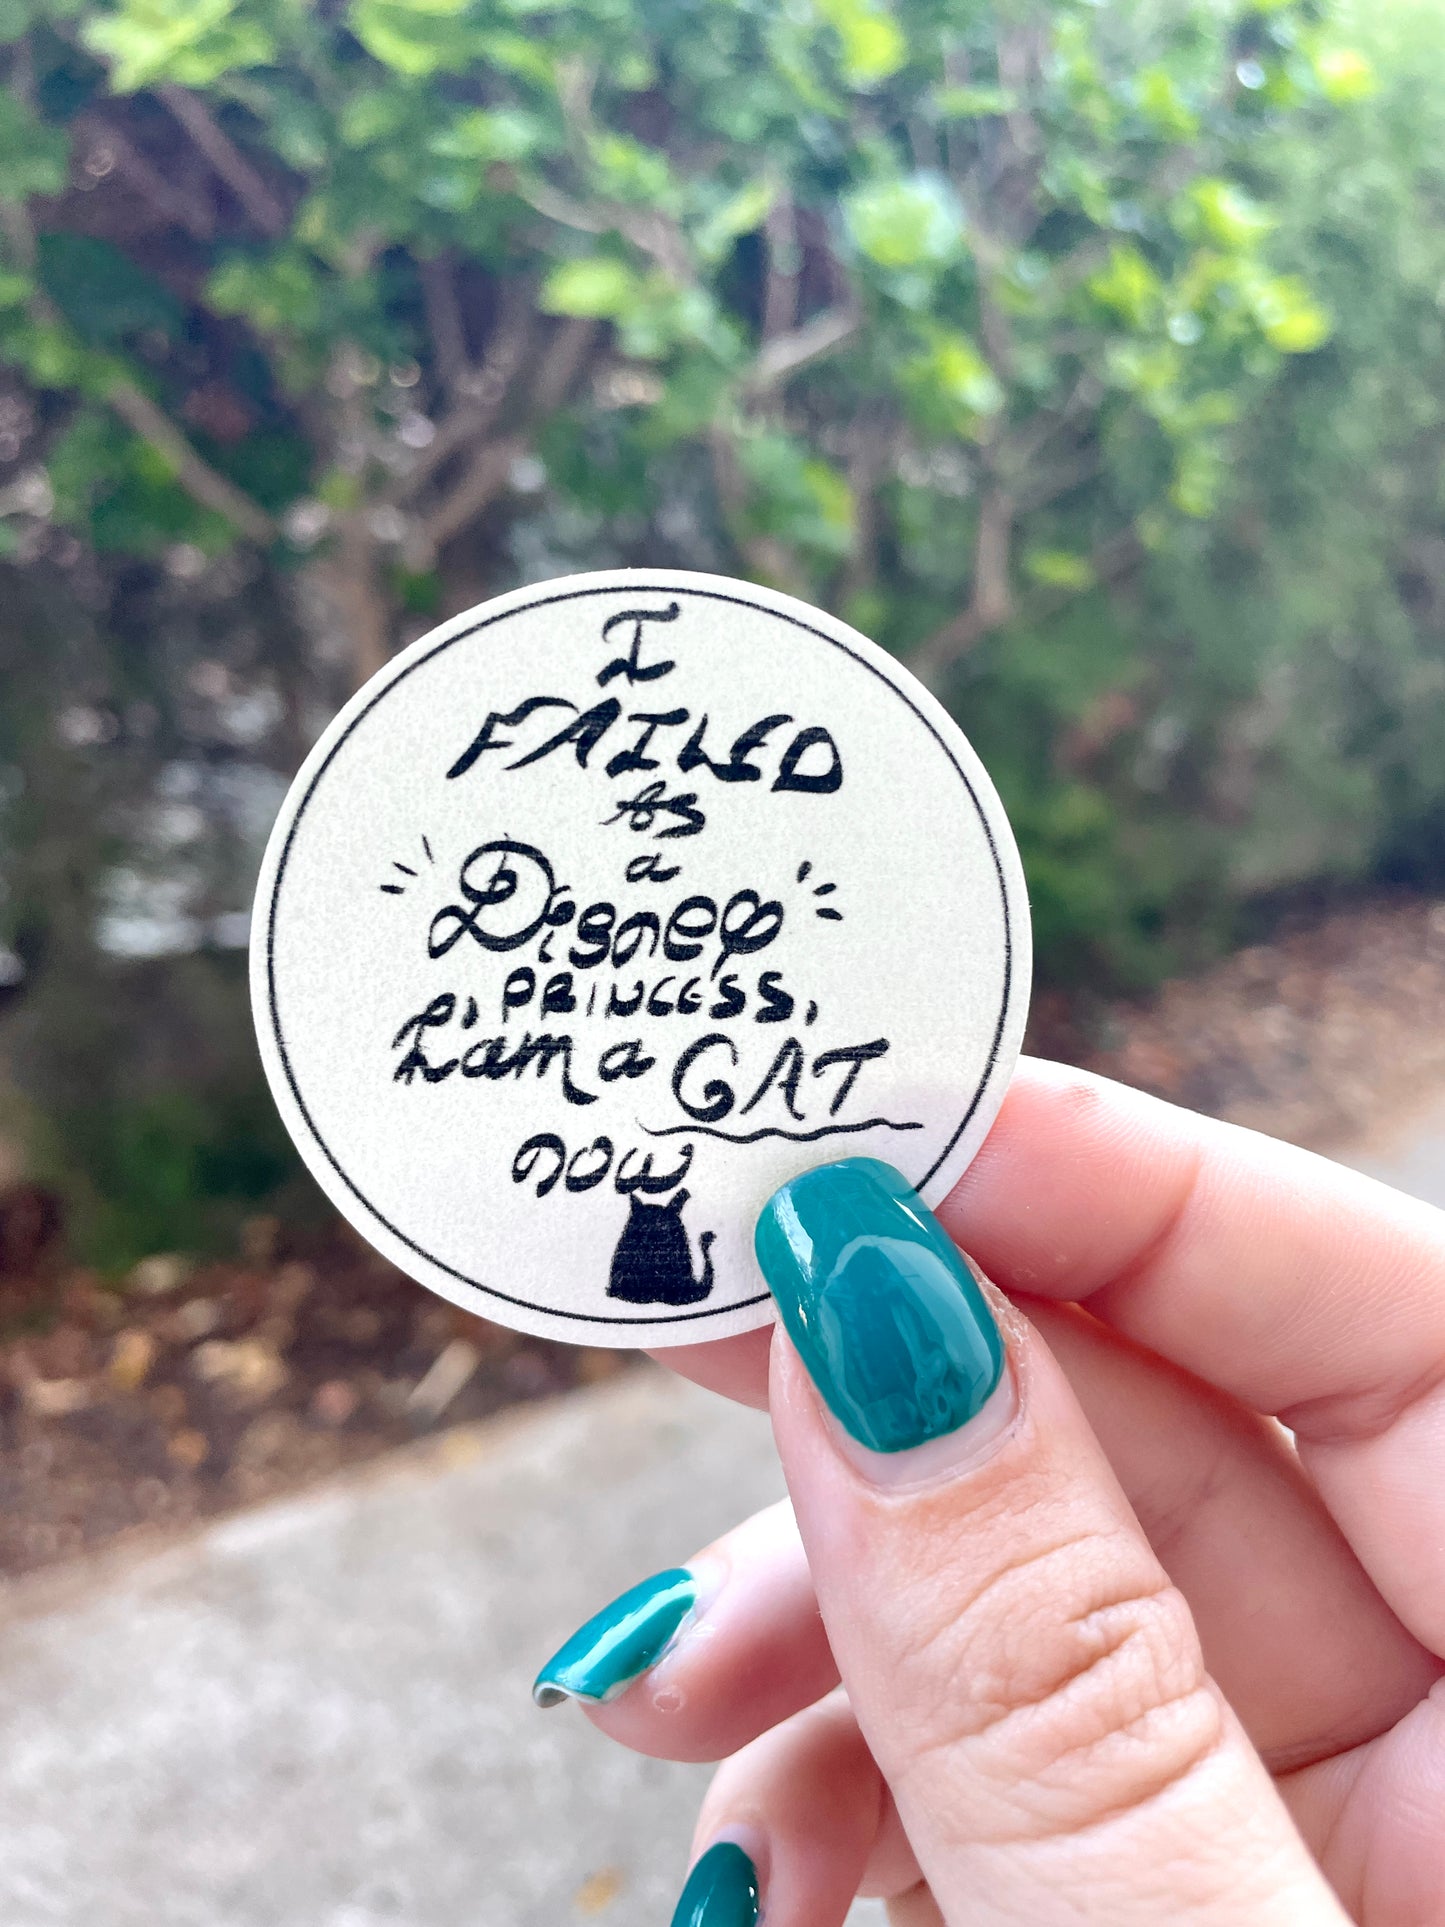 I
FAILED
As
a
Disney
PRINCESS,
I am a CAT
now